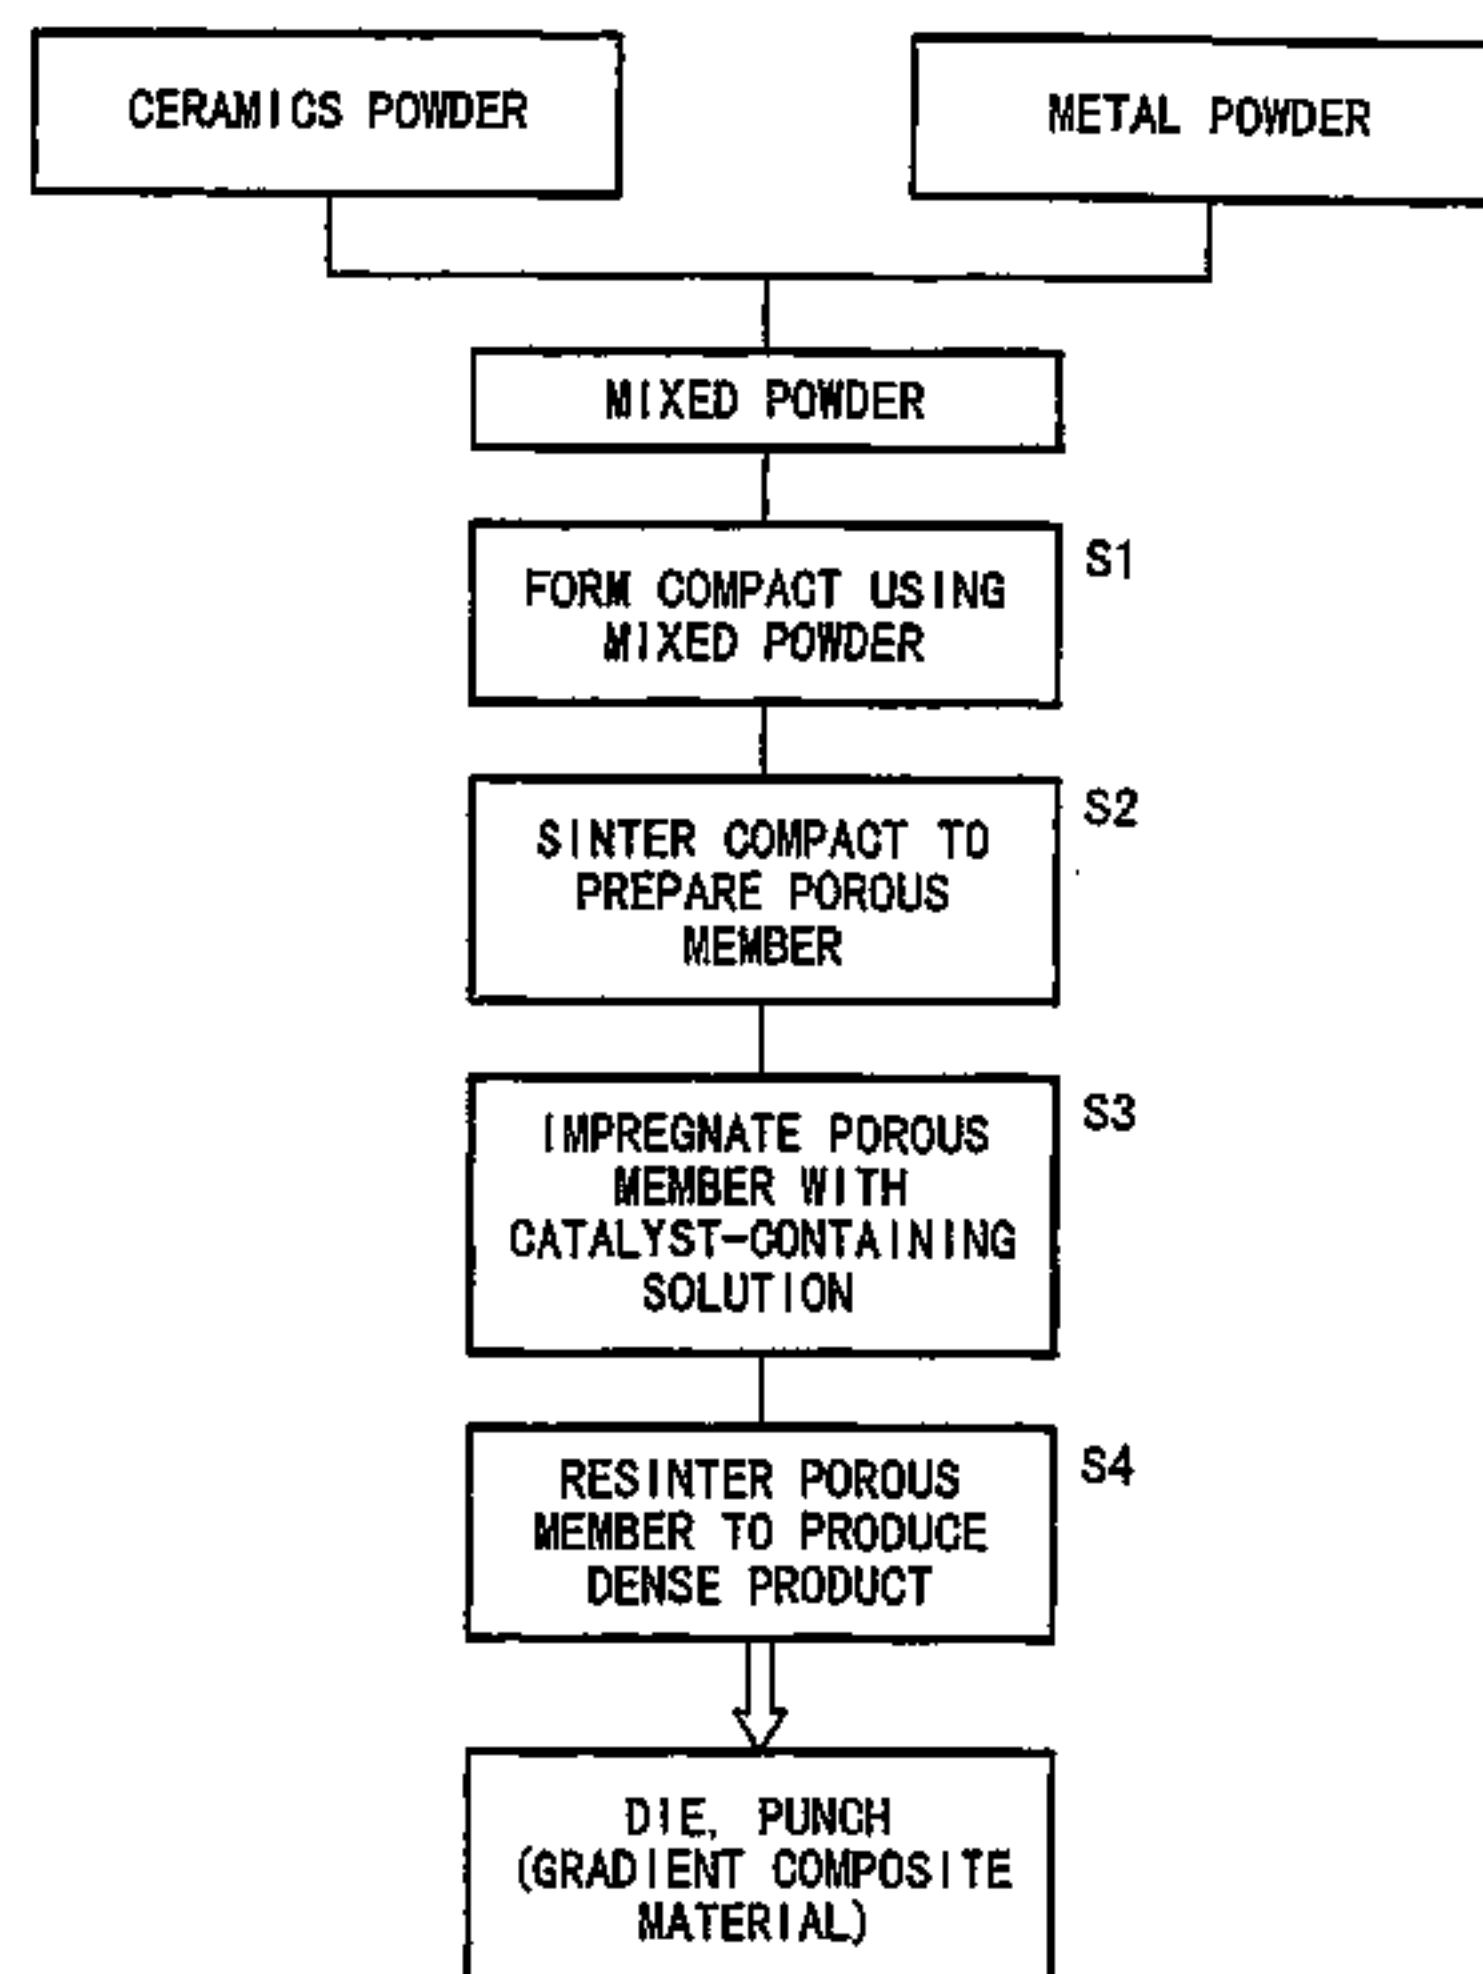 CERAMICS POWDER
METAL POWDER
MIXED POWDER
FORM COMPACT USING
MIXED POWDER
S1
SINTER COMPACT TO
PREPARE POROUS
MEMBER
S2
IMPREGNATE POROUS
MEMBER WITH
CATALYST-CONTAINING
SOLUTION
S3
RESINTER POROUS
MEMBER TO PRODUCE
DENSE PRODUCT
S4
DIE, PUNCH
(GRADIENT COMPOSITE
MATERIAL)